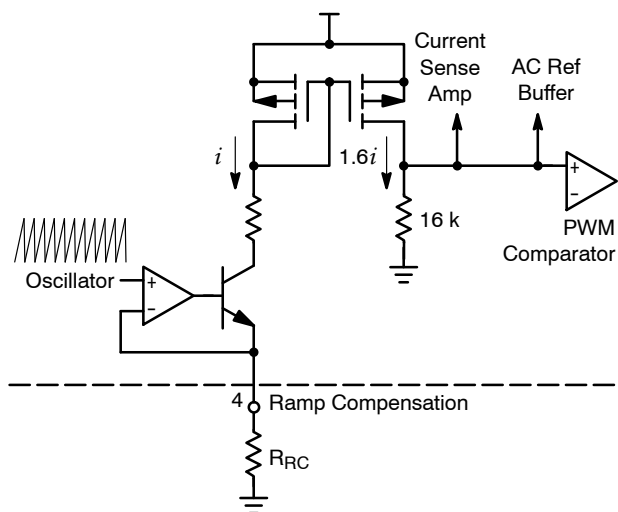 Current
Sense
Amp
AC Ref
Buffer
i
1.6i
+
−
16 k
PWM
Comparator
Oscillator
+
−
4
Ramp Compensation
RRC